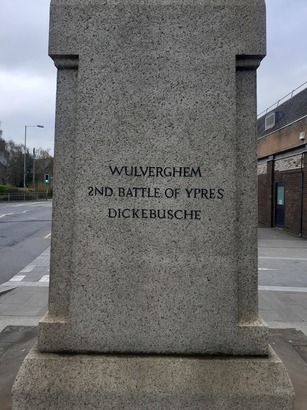 WULVERGHEM
2ND. BATTLE OF YPRES
DICKEBUSCHE